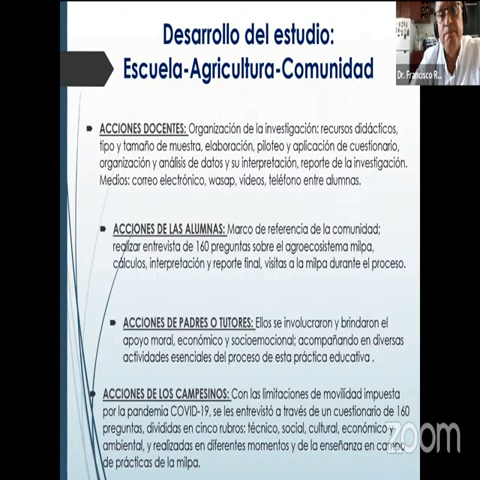 Desarrollo del estudio:
Escuela-Agricultura-Comunidad
ACCIONES DOCENTES: Organización de la investigación: recursos didácticos,
tipo y tamaño de muestra, elaboración, piloteo y aplicación de cuestionario,
organización y análisis de datos y su interpretación, reporte de la investigación.
Medios: correo electrónico, wasap, videos, teléfono entre alumnas.
ACCIONES DE LAS ALUMNAS: Marco de referencia de la comunidad;
realizar entrevista de 160 preguntas sobre el agroecosistema milpa,
cálculos, interpretación y reporte final, visitas a la milpa durante el proceso.
ACCIONES DE PADRES O TUTORES: Ellos se involucraron y brindaron el
apoyo moral, económico y socioemocional; acompañando en diversas
actividades esenciales del proceso de esta práctica educativa .
ACCIONES DE LOS CAMPESINOS: Con las limitaciones de movilidad impuesta
por la pandemia COVID-19, se les entrevistó a través de un cuestionario de 160
preguntas, divididas en cinco rubros: técnico, social, cultural, económico y
ambiental, y realizadas en diferentes momentos y de la enseñanza en campo
de prácticas de la milpa.
Dr. Francisco R...
zoom